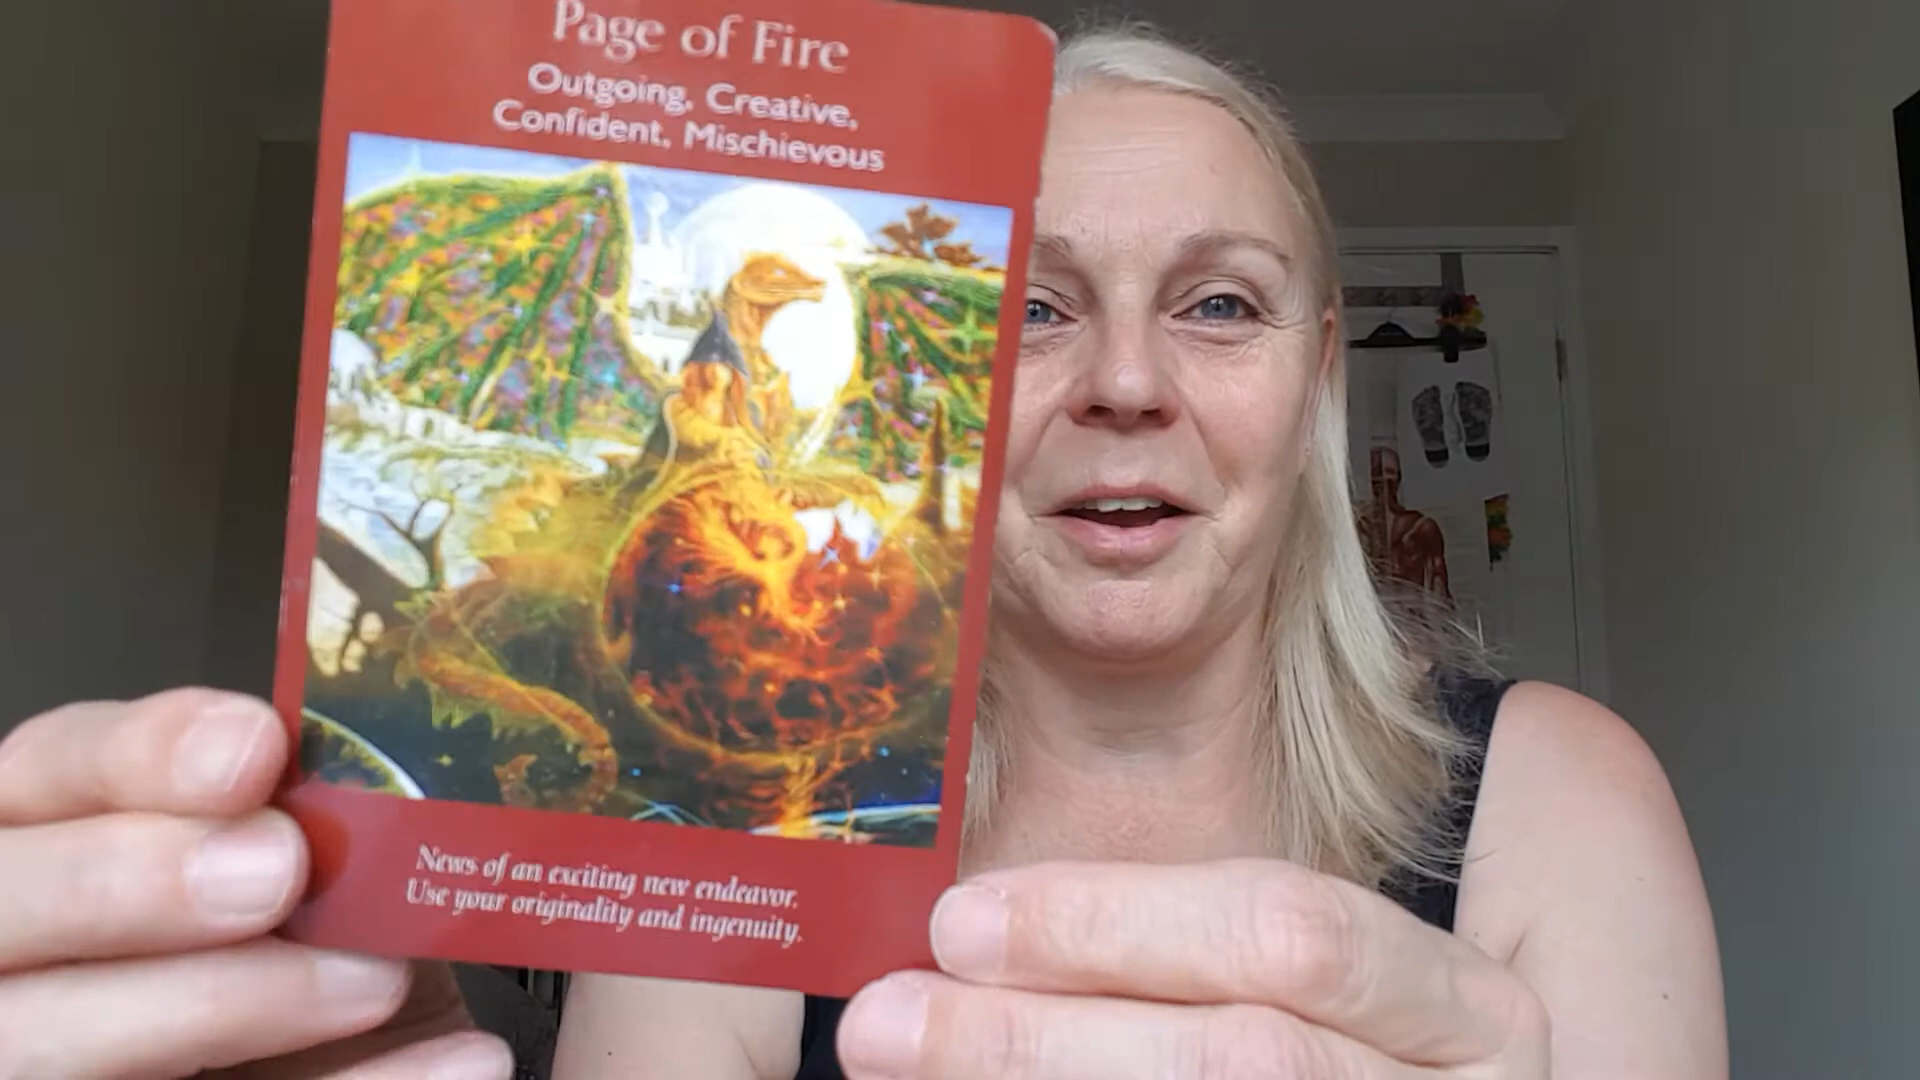 Page of Fire
Outgoing, Creative,
Confident, Mischievous
News of an exciting new endeavor.
Use your originality and ingenuity.